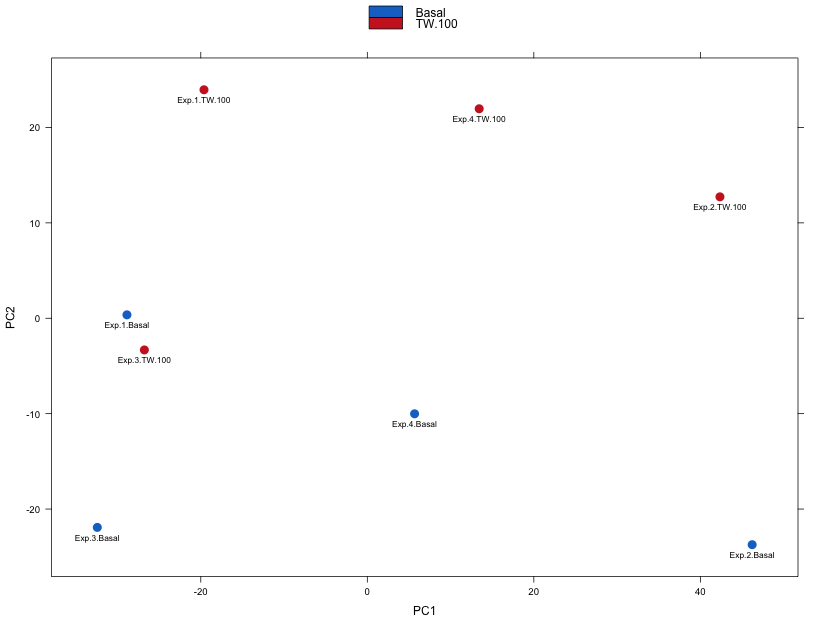 Basal
TW.100
Exp.1.TW.100
Exp.4.TW.100
20
Exp.2.TW.100
10
PC2
0
Exp.1.Basal
Exp.3.TW.100
-10
Exp.4.Basal
-20
Exp.3.Basal
Exp.2.Basal
-20 0 20 40
PC1